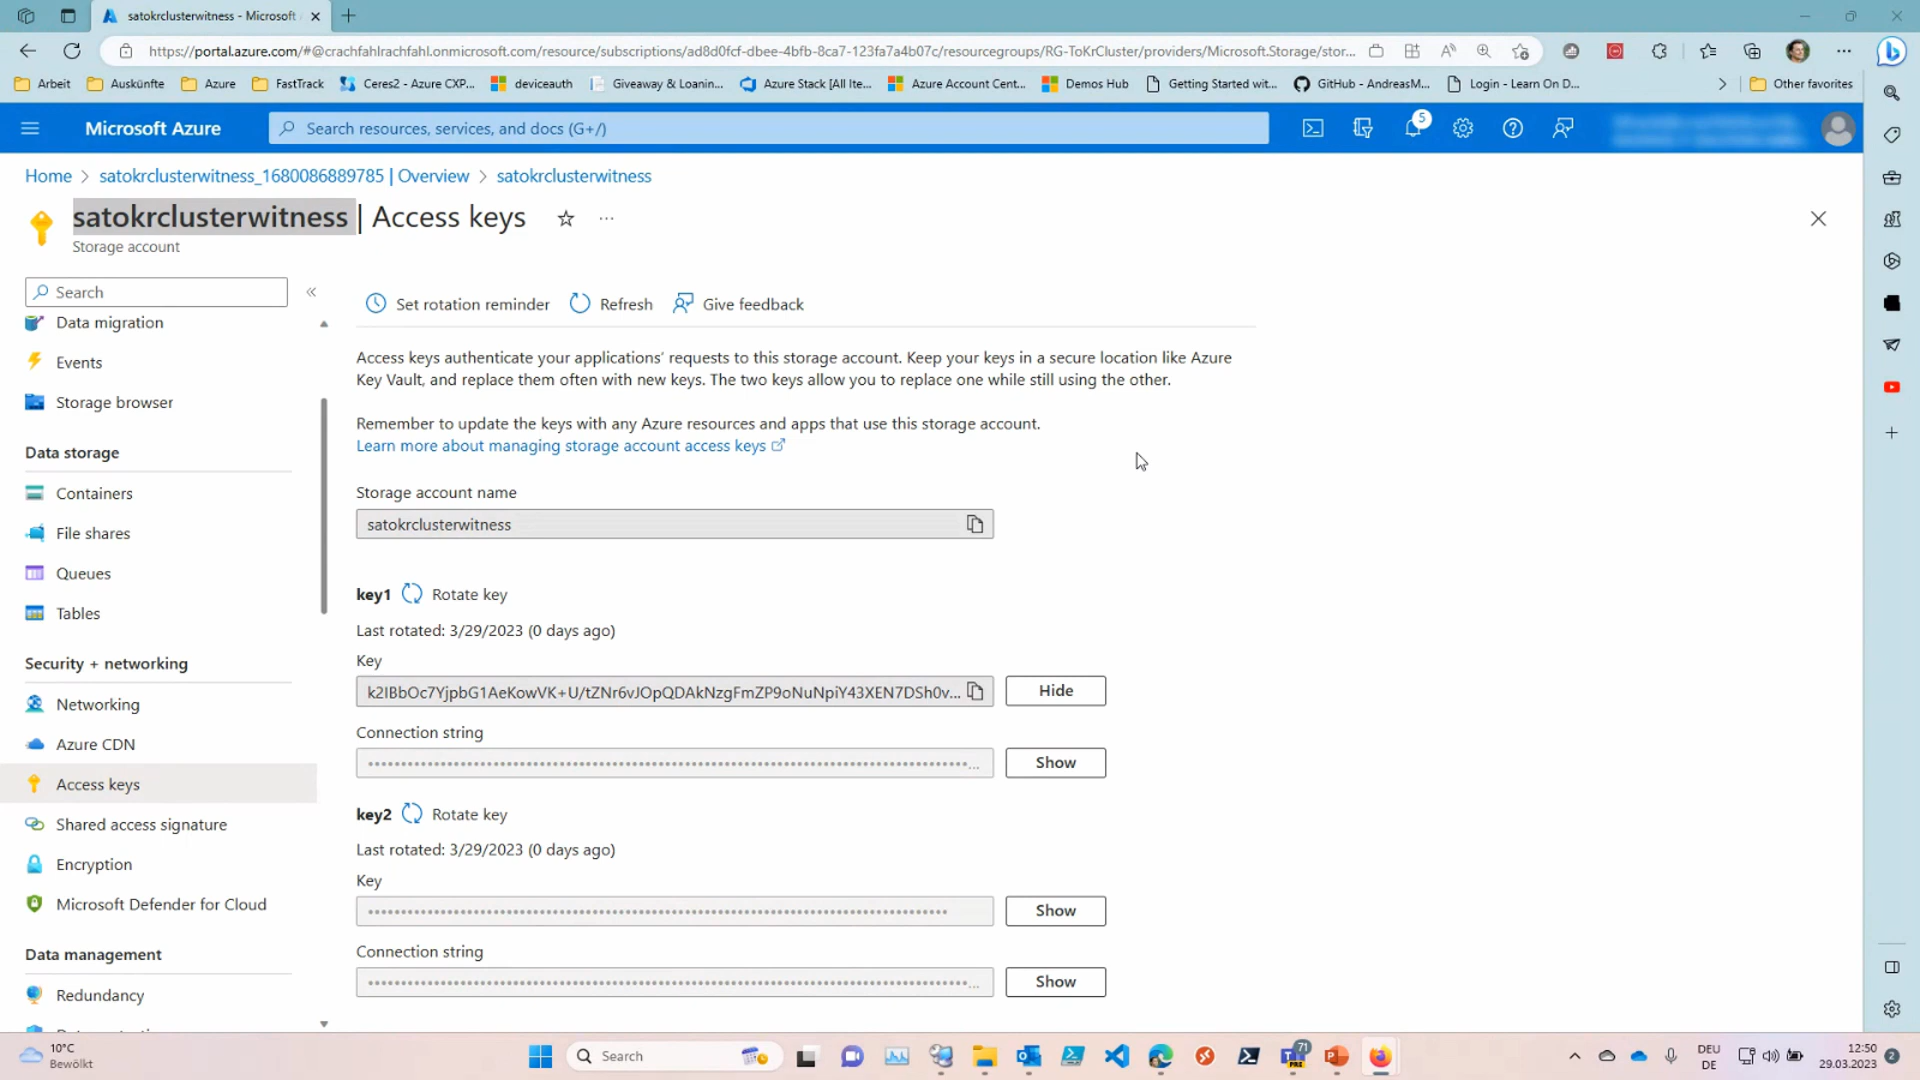 satokrclusterwitness - Microsoft
https://portal.azure.com/#@crachfahlrachfahl.onmicrosoft.com/resource/subscriptions/ad8d0fcf-dbee-4bfb-8ca7-123fa7a4b07c/resourcegroups/RG-ToKrCluster/providers/Microsoft.Storage/stor...
Arbeit
Auskünfte
Azure
FastTrack
Ceres2 - Azure CXP...
deviceauth
Giveaway & Loanin...
Azure Stack [All Ite...
Azure Account Cent...
Demos Hub
Getting Started wit...
GitHub - AndreasM...
Login - Learn On D...
Other favorites
Microsoft Azure
Search resources, services, and docs (G+/)
5
Home > satokrclusterwitness_1680086889785 | Overview > satokrclusterwitness
satokrclusterwitness | Access keys
Storage account
Search
Data migration
Events
Storage browser
Data storage
Containers
File shares
Queues
Tables
Security + networking
Networking
Azure CDN
Access keys
Shared access signature
Encryption
Microsoft Defender for Cloud
Data management
Redundancy
Set rotation reminder
Refresh
Give feedback
Access keys authenticate your applications' requests to this storage account. Keep your keys in a secure location like Azure
Key Vault, and replace them often with new keys. The two keys allow you to replace one while still using the other.
Remember to update the keys with any Azure resources and apps that use this storage account.
Learn more about managing storage account access keys
Storage account name
satokrclusterwitness
key1 Rotate key
Last rotated: 3/29/2023 (0 days ago)
Key
k2IBbOc7YjpbG1AeKowVK+U/tZNr6vJOpQDAkNzgFmZP9oNuNpiY43XEN7DSh0v...
Hide
Connection string
Show
key2 Rotate key
Last rotated: 3/29/2023 (0 days ago)
Key
Show
Connection string
Show
10°C
Bewölkt
Search
71
PRE
DEU
DE
12:50
29.03.2023
2